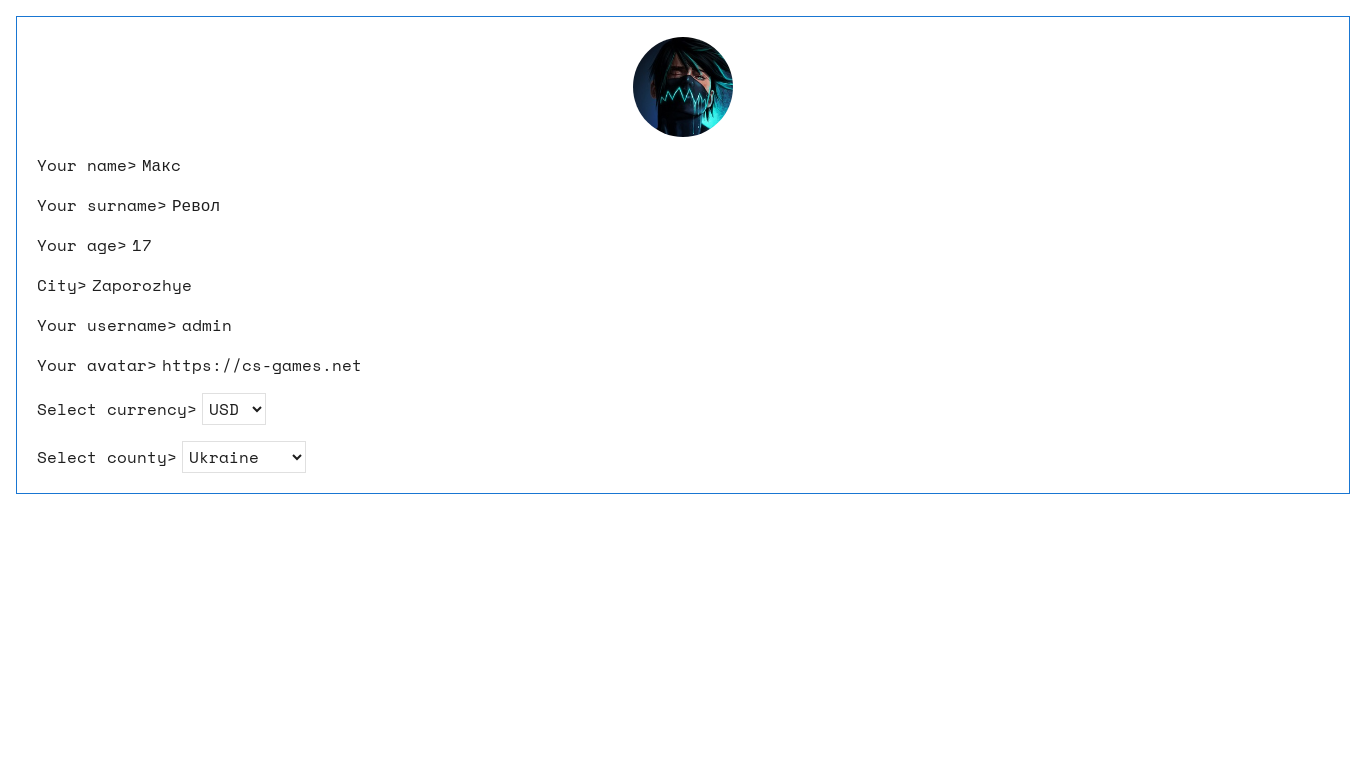 Your name> Макс
Your surname> Револ
Your age> 17
City> Zaporozhye
Your username> admin
Your avatar> https://cs-games.net
Select currency> USD
Select county> Ukraine